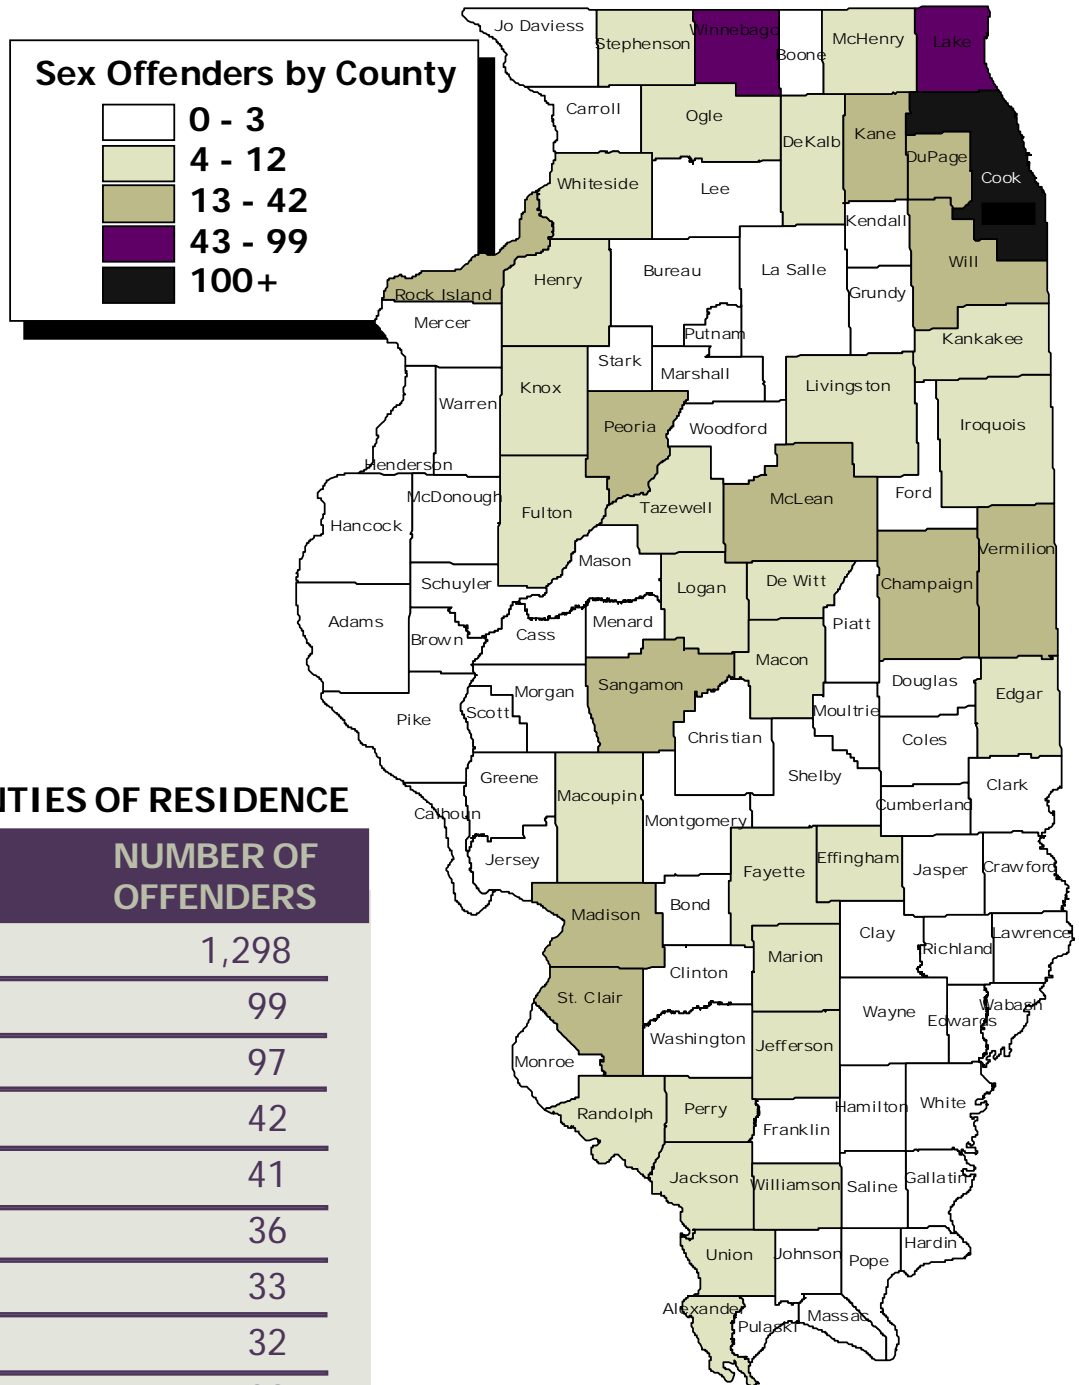 Sex Offenders by County
0 - 3
4 - 12
13 - 42
43 - 99
100+
Jo Daviess
Stephenson
Winnebago
Boone
McHenry
Lake
Carroll
Ogle
DeKalb
Kane
DuPage
Cook
Whiteside
Lee
Kendall
Will
Rock Island
Henry
Bureau
La Salle
Grundy
Mercer
Putnam
Kankakee
Stark
Marshall
Knox
Warren
Livingston
Henderson
Peoria
Woodford
Iroquois
McDonough
Hancock
Fulton
Tazewell
McLean
Ford
Vermilion
Mason
Schuyler
Logan
De Witt
Champaign
Adams
Brown
Cass
Menard
Piatt
Macon
Morgan
Sangamon
Douglas
Edgar
Pike
Scott
Christian
Moultrie
Coles
Greene
Macoupin
Shelby
Clark
Calhoun
Montgomery
Cumberland
Jersey
Fayette
Effingham
Jasper
Crawford
Madison
Bond
Clay
Richland
Lawrence
Marion
Clinton
St. Clair
Wayne
Edwards
Wabash
Washington
Jefferson
Monroe
Randolph
Perry
Franklin
Hamilton
White
Jackson
Williamson
Saline
Gallatin
Union
Johnson
Pope
Hardin
Alexander
Pulaski
Massac
NTIES OF RESIDENCE
NUMBER OF
OFFENDERS
1,298
99
97
42
41
36
33
32